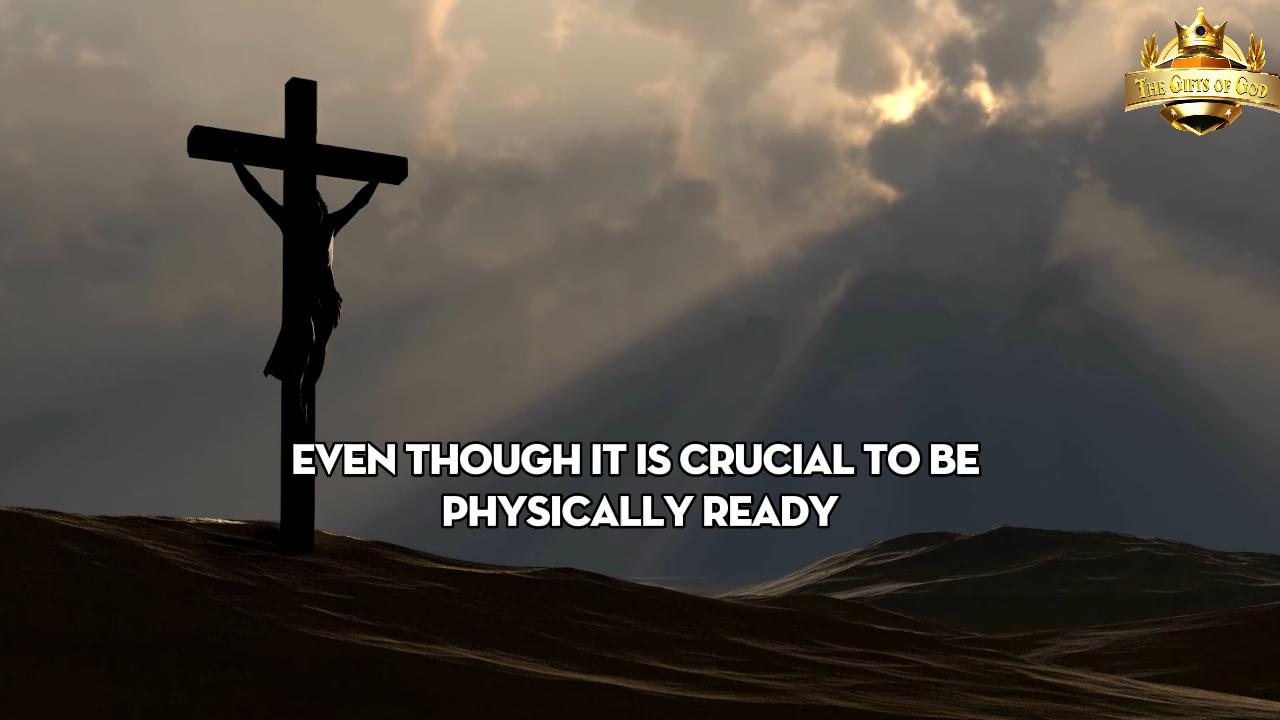 THE GIFTS OF GOD
EVEN THOUGH IT IS CRUCIAL TO BE
PHYSICALLY READY